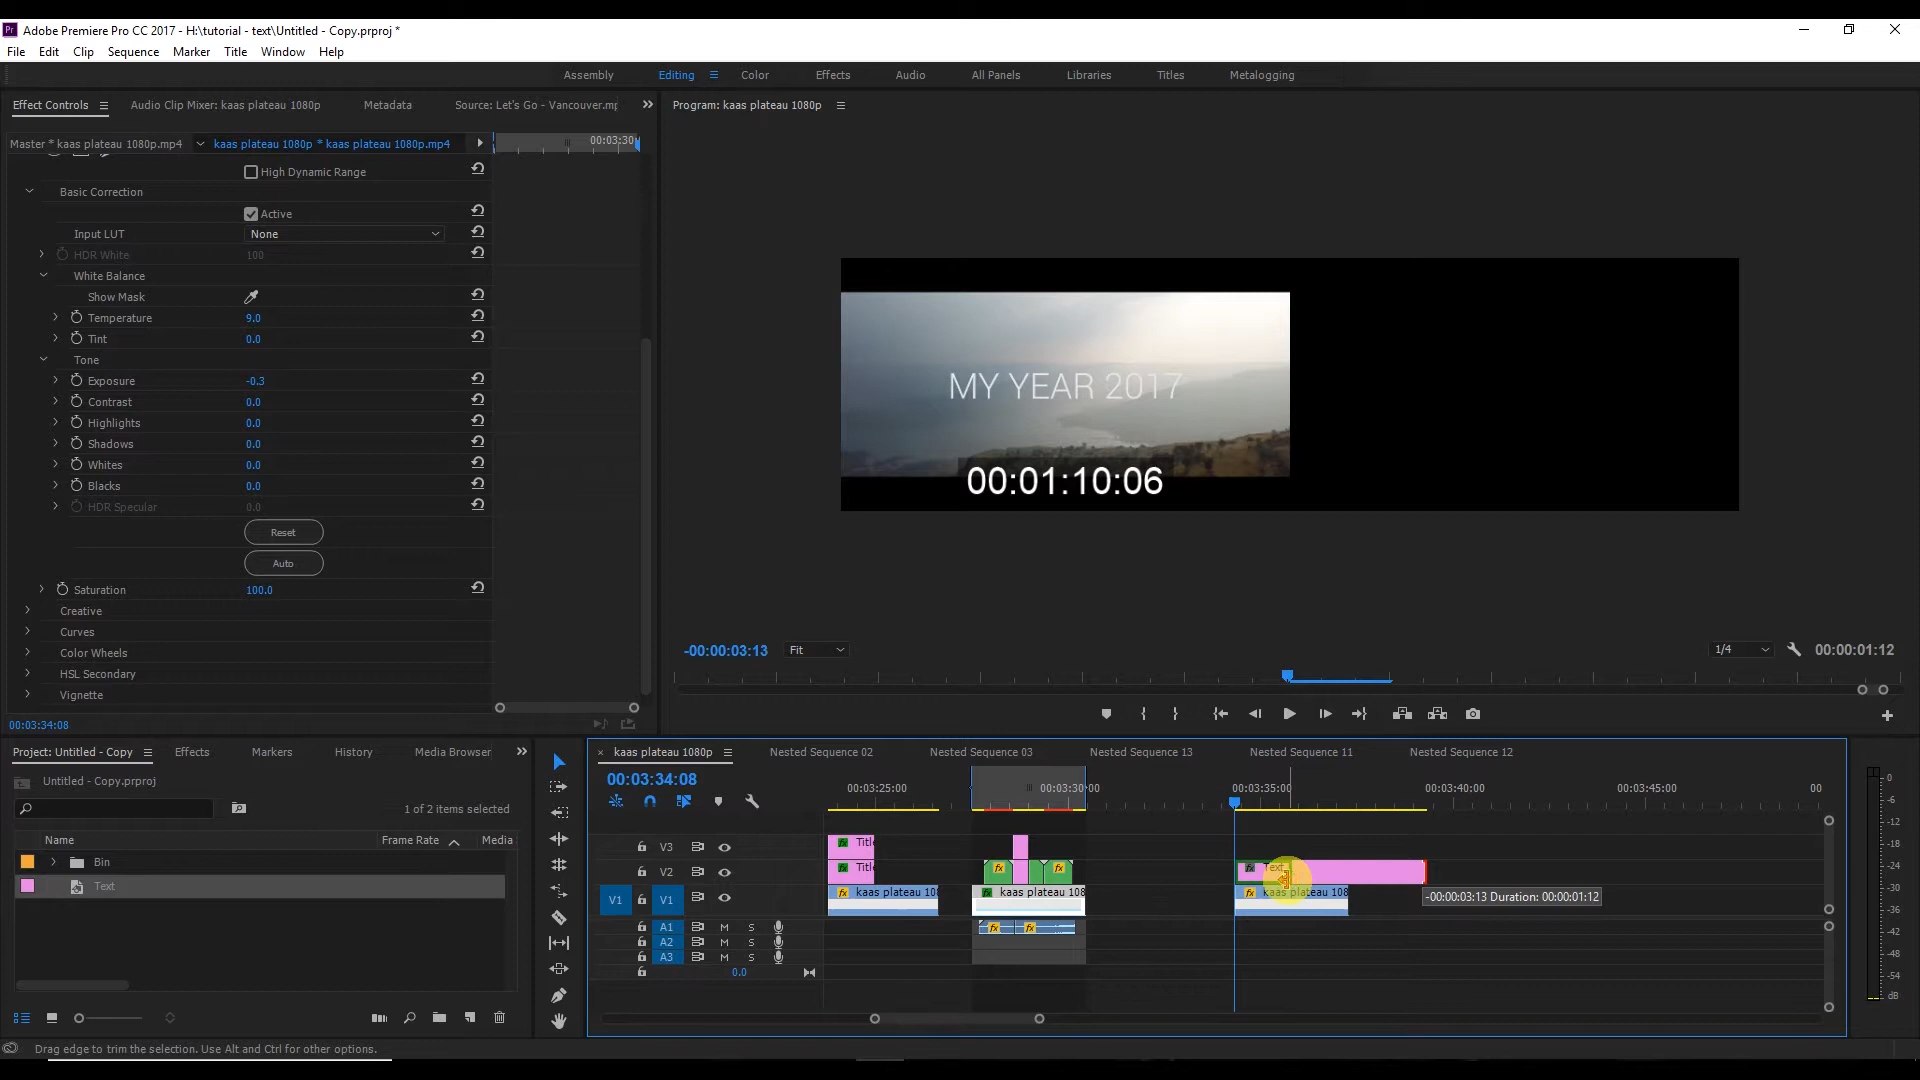 Adobe Premiere Pro CC 2017 - H:\tutorial - text\Untitled - Copy.prproj *
File Edit Clip Sequence Marker Title Window Help
Assembly Editing Color Effects Audio All Panels Libraries Titles Metalogging
Effect Controls Audio Clip Mixer: kaas plateau 1080p Metadata Source: Let's Go - Vancouver.mp
Program: kaas plateau 1080p
Master * kaas plateau 1080p.mp4 kaas plateau 1080p * kaas plateau 1080p.mp4 00:03:30
High Dynamic Range
Basic Correction
Active
Input LUT None
HDR White 100
White Balance
Show Mask
Temperature 9.0
Tint 0.0
Tone
Exposure -0.3
Contrast 0.0
Highlights 0.0
Shadows 0.0
Whites 0.0
Blacks 0.0
HDR Specular 0.0
Reset
Auto
Saturation 100.0
Creative
Curves
Color Wheels
HSL Secondary
Vignette
00:03:34:08
MY YEAR 2017
00:01:10:06
-00:00:03:13 Fit 1/4 00:00:01:12
Project: Untitled - Copy Effects Markers History Media Browser
Untitled - Copy.prproj
1 of 2 items selected
Name Frame Rate Media
Bin
Text
kaas plateau 1080p Nested Sequence 02 Nested Sequence 03 Nested Sequence 13 Nested Sequence 11 Nested Sequence 12
00:03:34:08
00:03:25:00 00:03:30:00 00:03:35:00 00:03:40:00 00:03:45:00 00
V3 fx Title
V2 fx Title fx fx fx Text
V1 V1 fx kaas plateau 108 fx kaas plateau 108 fx kaas plateau 108
-00:00:03:13 Duration: 00:00:01:12
A1 M S fx fx
A2 M S
A3 M S
0.0
0
-6
-12
-18
-24
-30
-36
-42
-48
-54
dB
Drag edge to trim the selection. Use Alt and Ctrl for other options.